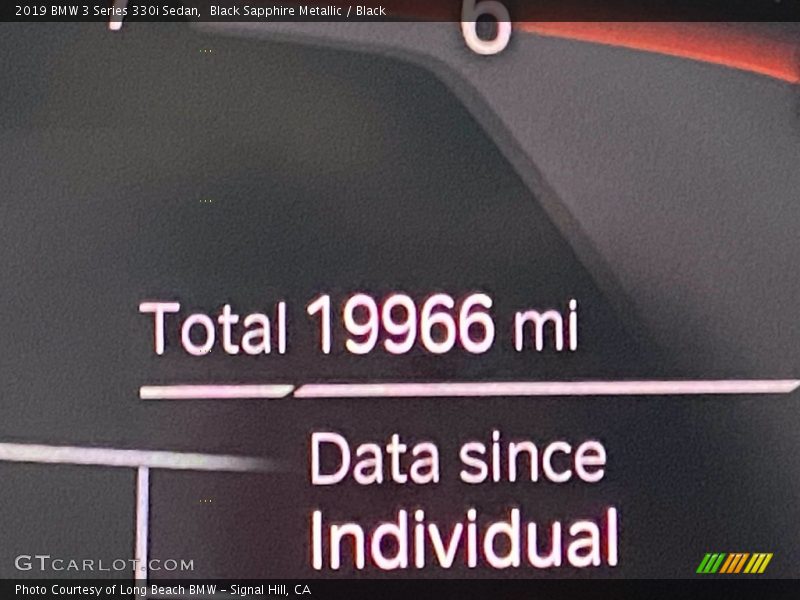 2019 BMW 3 Series 330i Sedan,  Black Sapphire Metallic / Black
6
Total 19966 mi
Data since
Individual
GTCARLOT.COM
Photo Courtesy of Long Beach BMW – Signal Hill, CA